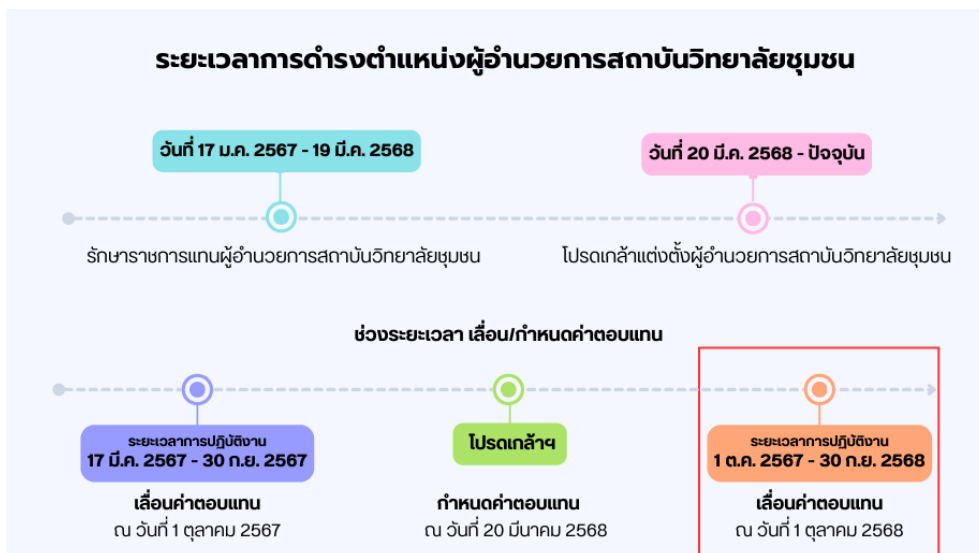 ระยะเวลาการดำรงตำแหน่งผู้อำนวยการสถาบันวิทยาลัยชุมชน
วันที่ 17 ม.ค. 2567 - 19 มี.ค. 2568
วันที่ 20 มี.ค. 2568 - ปัจจุบัน
รักษาราชการแทนผู้อำนวยการสถาบันวิทยาลัยชุมชน
โปรดเกล้าแต่งตั้งผู้อำนวยการสถาบันวิทยาลัยชุมชน
ช่วงระยะเวลา เลื่อน/กำหนดค่าตอบแทน
ระยะเวลาการปฏิบัติงาน
17 มี.ค. 2567 - 30 ก.ย. 2567
เลื่อนค่าตอบแทน
ณ วันที่ 1 ตุลาคม 2567
โปรดเกล้าฯ
กำหนดค่าตอบแทน
ณ วันที่ 20 มีนาคม 2568
ระยะเวลาการปฏิบัติงาน
1 ต.ค. 2567 - 30 ก.ย. 2568
เลื่อนค่าตอบแทน
ณ วันที่ 1 ตุลาคม 2568